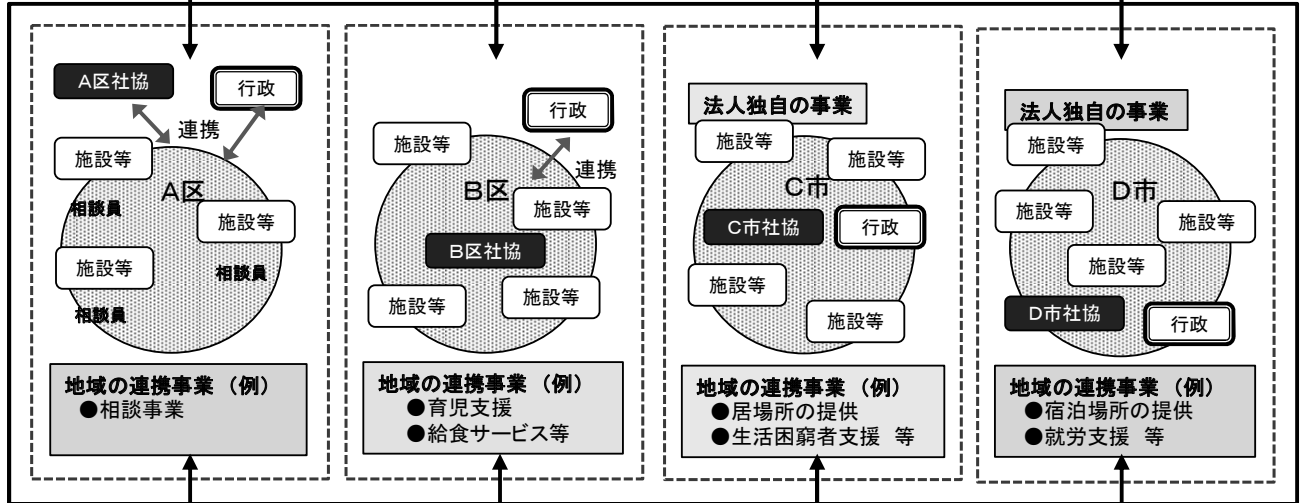 A区社協
行政
連携
施設等
A区
相談員
施設等
施設等
相談員
相談員
地域の連携事業（例）
●相談事業
行政
連携
施設等
B区
施設等
B区社協
施設等
施設等
地域の連携事業（例）
●育児支援
●給食サービス等
法人独自の事業
施設等
施設等
C市
C市社協
行政
施設等
施設等
地域の連携事業（例）
●居場所の提供
●生活困窮者支援 等
法人独自の事業
施設等
D市
施設等
施設等
施設等
D市社協
行政
地域の連携事業（例）
●宿泊場所の提供
●就労支援 等